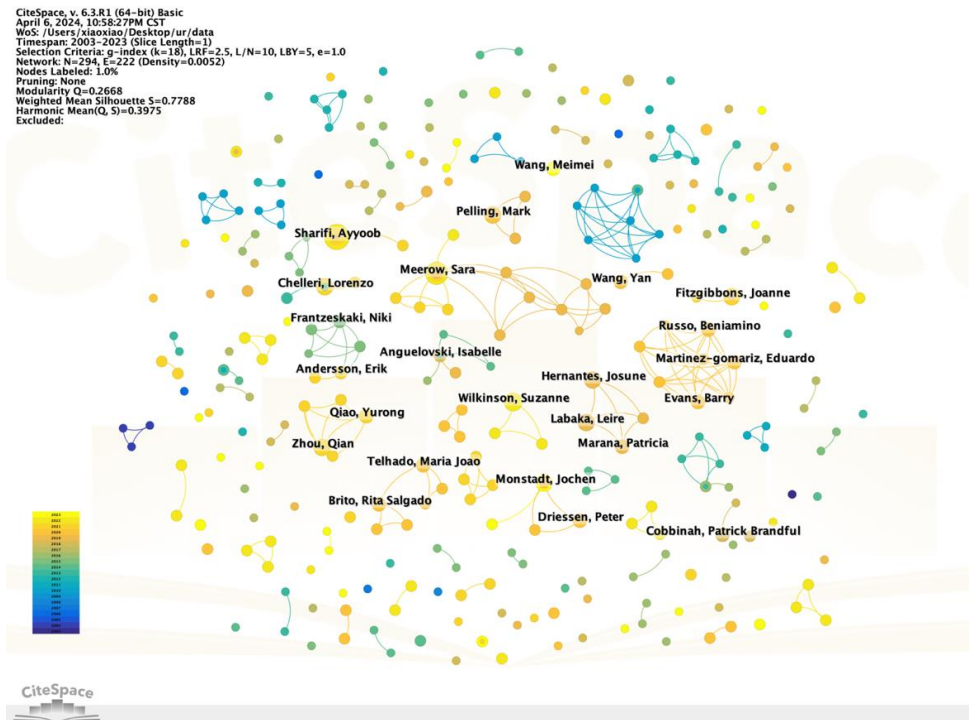 CiteSpace, v. 6.3.R1 (64-bit) Basic
April 6, 2024, 10:58:27PM CST
WoS: /Users/xiaoxiao/Desktop/ur/data
Timespan: 2003-2023 (Slice Length=1)
Selection Criteria: g-index (k=18), LRF=2.5, L/N=10, LBY=5, e=1.0
Network: N=294, E=222 (Density=0.0052)
Nodes Labeled: 1.0%
Pruning: None
Modularity Q=0.2668
Weighted Mean Silhouette S=0.7788
Harmonic Mean(Q, S)=0.3975
Excluded:
Wang, Meimei
Pelling, Mark
Sharifi, Ayyoob
Meerow, Sara
Wang, Yan
Chelleri, Lorenzo
Fitzgibbons, Joanne
Frantzeskaki, Niki
Russo, Beniamino
Anguelovski, Isabelle
Martinez-gomariz, Eduardo
Andersson, Erik
Hernantes, Josune
Wilkinson, Suzanne
Evans, Barry
Qiao, Yurong
Labaka, Leire
Zhou, Qian
Marana, Patricia
Telhado, Maria Joao
Monstadt, Jochen
Brito, Rita Salgado
Driessen, Peter
Cobbinah, Patrick Brandful
CiteSpace